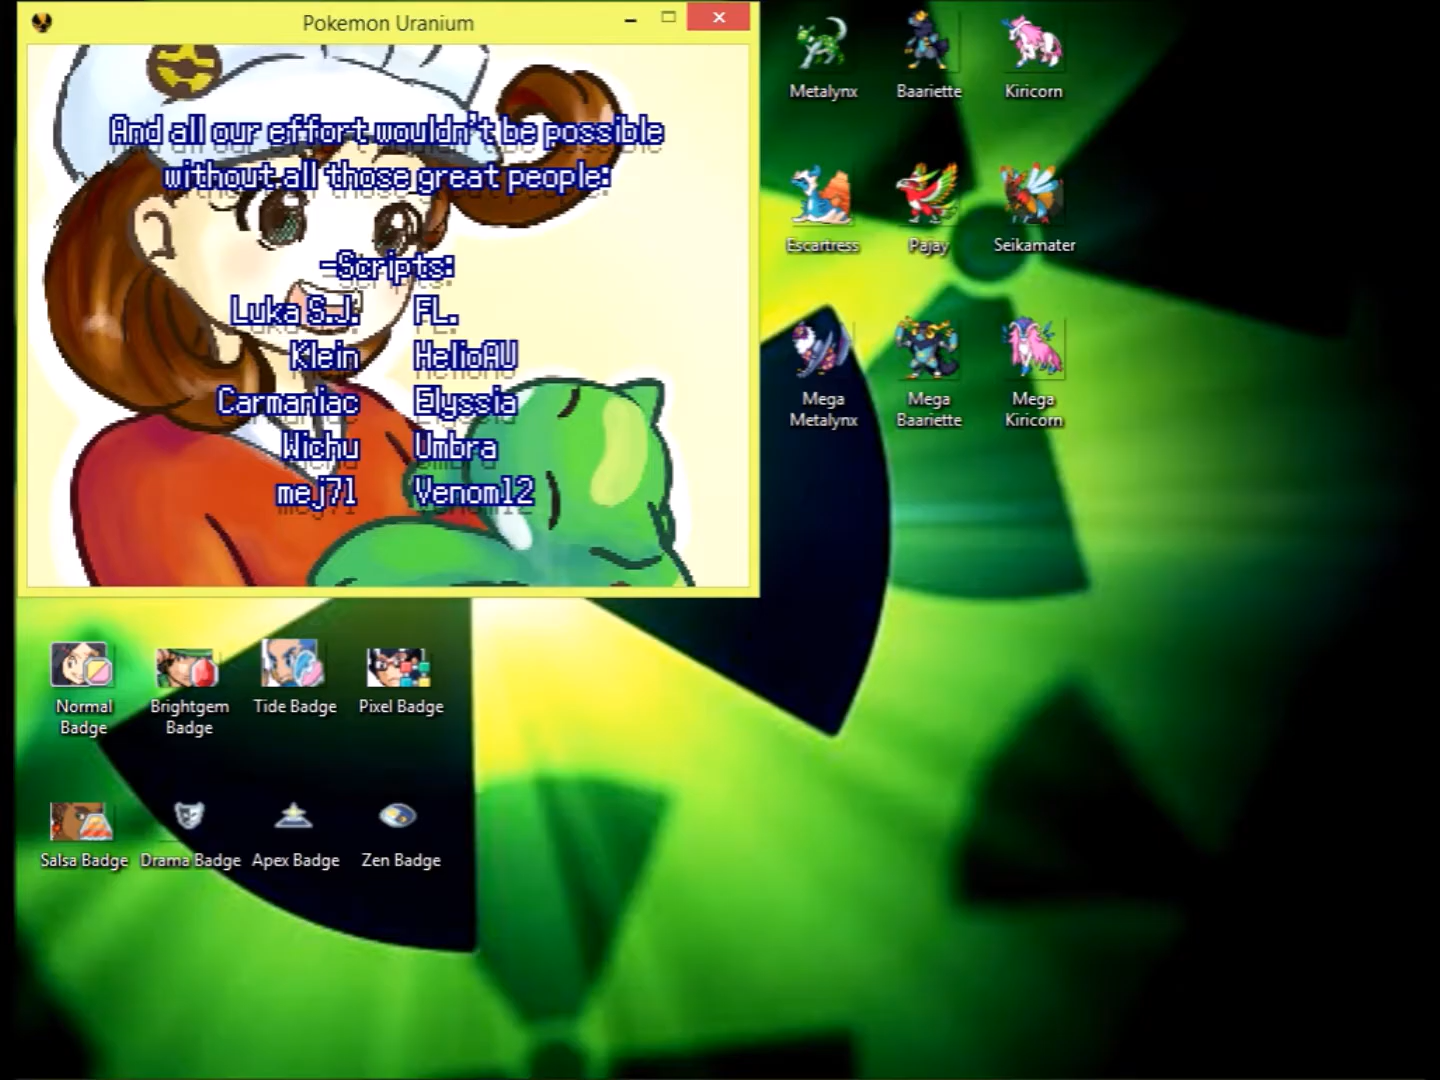 Pokemon Uranium
And all our effort wouldn't be possible
without all those great people:
-Scripts:
Luka S.J. FL.
Klein HelioAU
Carmaniac Elyssia
Wichu Umbra
mej71 Venom12
Metalynx Baariette Kiricorn
Escartress Pajay Seikamater
Mega Metalynx Mega Baariette Mega Kiricorn
Normal Badge Brightgem Badge Tide Badge Pixel Badge
Salsa Badge Drama Badge Apex Badge Zen Badge